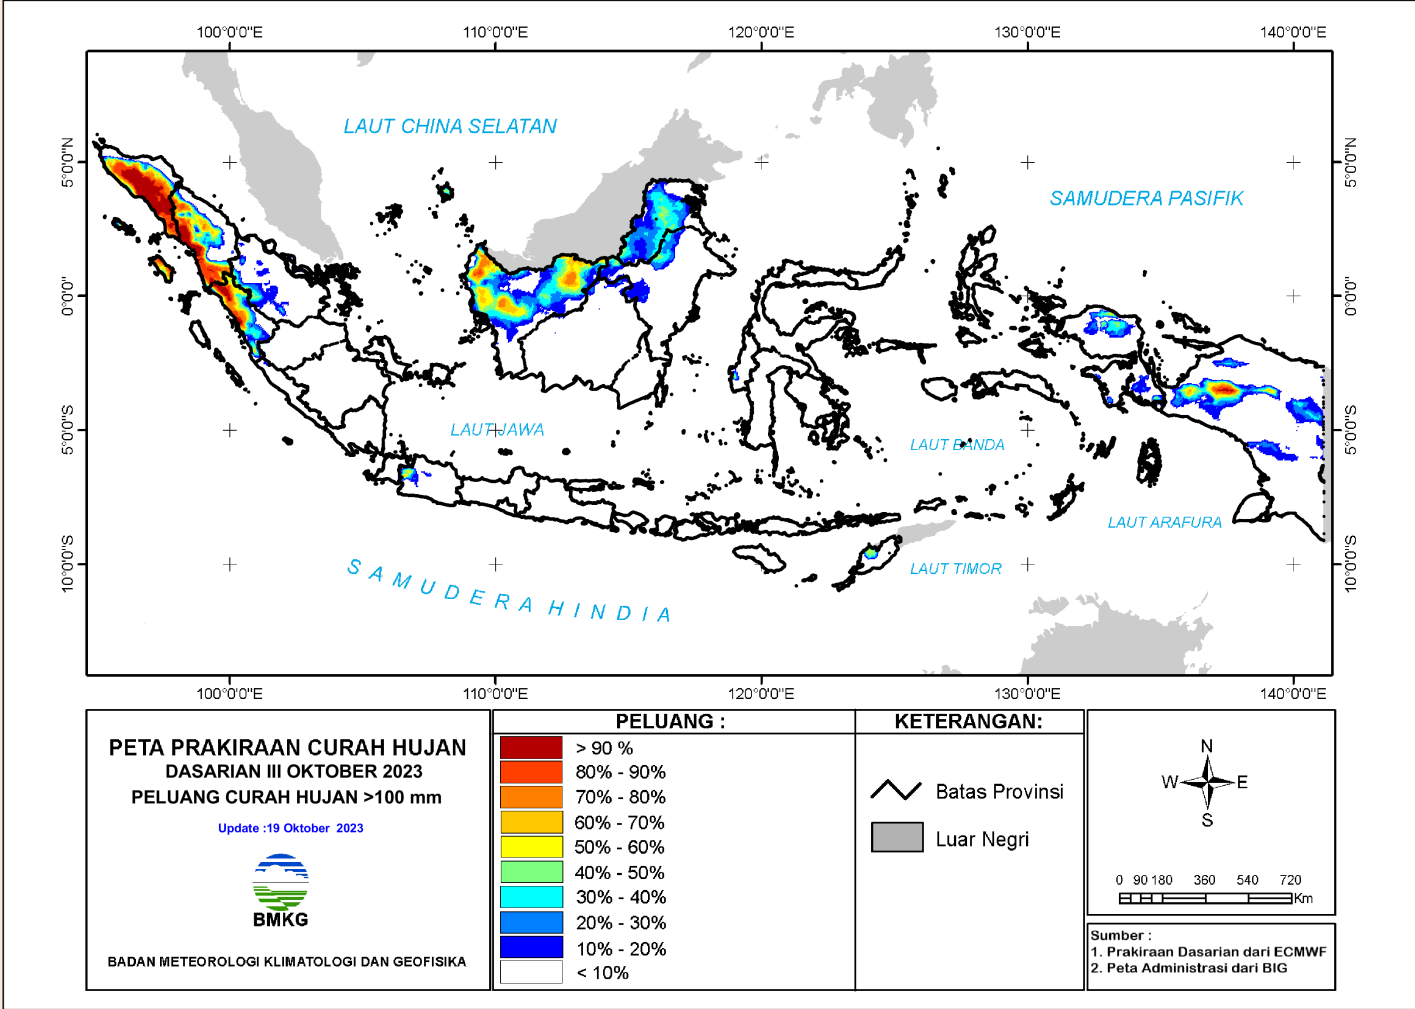 100°0'0"E 110°0'0"E 120°0'0"E 130°0'0"E 140°0'0"E
5°0'0"N
0°0'0"
5°0'0"S
10°0'0"S
LAUT CHINA SELATAN
SAMUDERA PASIFIK
LAUT JAWA
LAUT BANDA
LAUT ARAFURA
LAUT TIMOR
SAMUDERA HINDIA
5°0'0"N
0°0'0"
5°0'0"S
10°0'0"S
100°0'0"E 110°0'0"E 120°0'0"E 130°0'0"E 140°0'0"E
PETA PRAKIRAAN CURAH HUJAN
DASARIAN III OKTOBER 2023
PELUANG CURAH HUJAN >100 mm
Update :19 Oktober 2023
BMKG
BADAN METEOROLOGI KLIMATOLOGI DAN GEOFISIKA
PELUANG :
> 90 %
80% - 90%
70% - 80%
60% - 70%
50% - 60%
40% - 50%
30% - 40%
20% - 30%
10% - 20%
< 10%
KETERANGAN:
Batas Provinsi
Luar Negri
N
W E
S
0 90 180 360 540 720
Km
Sumber :
1. Prakiraan Dasarian dari ECMWF
2. Peta Administrasi dari BIG